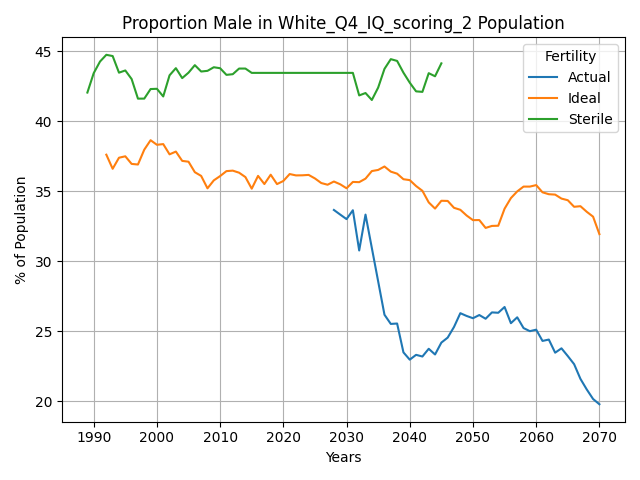 Proportion Male in White_Q4_IQ_scoring_2 Population
Fertility
Actual
Ideal
Sterile
% of Population
45
40
35
30
25
20
1990 2000 2010 2020 2030 2040 2050 2060 2070
Years